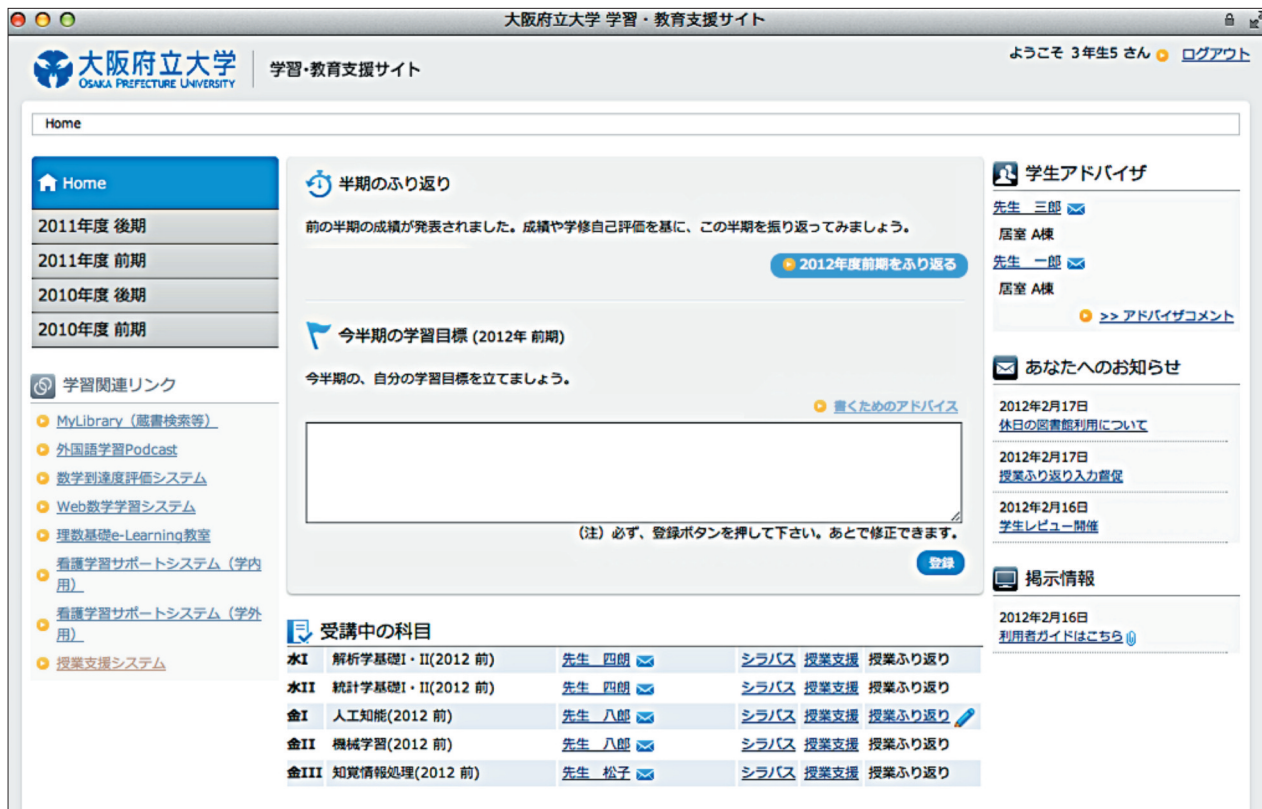 大阪府立大学 学習・教育支援サイト
大阪府立大学
OSAKA PREFECTURE UNIVERSITY
学習・教育支援サイト
ようこそ 3年生5 さん ログアウト
Home
Home
2011年度 後期
2011年度 前期
2010年度 後期
2010年度 前期
学習関連リンク
MyLibrary（蔵書検索等）
外国語学習Podcast
数学到達度評価システム
Web数学学習システム
理数基礎e-Learning教室
看護学習サポートシステム（学内
用）
看護学習サポートシステム（学外
用）
授業支援システム
半期のふり返り
前の半期の成績が発表されました。成績や学修自己評価を基に、この半期を振り返ってみましょう。
2012年度前期をふり返る
今半期の学習目標 (2012年 前期)
今半期の、自分の学習目標を立てましょう。
書くためのアドバイス
（注）必ず、登録ボタンを押して下さい。あとで修正できます。
登録
受講中の科目
水I 解析学基礎I・II(2012 前) 先生 四朗 シラバス 授業支援 授業ふり返り
水II 統計学基礎I・II(2012 前) 先生 四朗 シラバス 授業支援 授業ふり返り
金I 人工知能(2012 前) 先生 八郎 シラバス 授業支援 授業ふり返り
金II 機械学習(2012 前) 先生 八郎 シラバス 授業支援 授業ふり返り
金III 知覚情報処理(2012 前) 先生 松子 シラバス 授業支援 授業ふり返り
学生アドバイザ
先生 三郎
居室 A棟
先生 一郎
居室 A棟
>> アドバイザコメント
あなたへのお知らせ
2012年2月17日
休日の図書館利用について
2012年2月17日
授業ふり返り入力督促
2012年2月16日
学生レビュー開催
掲示情報
2012年2月16日
利用者ガイドはこちら